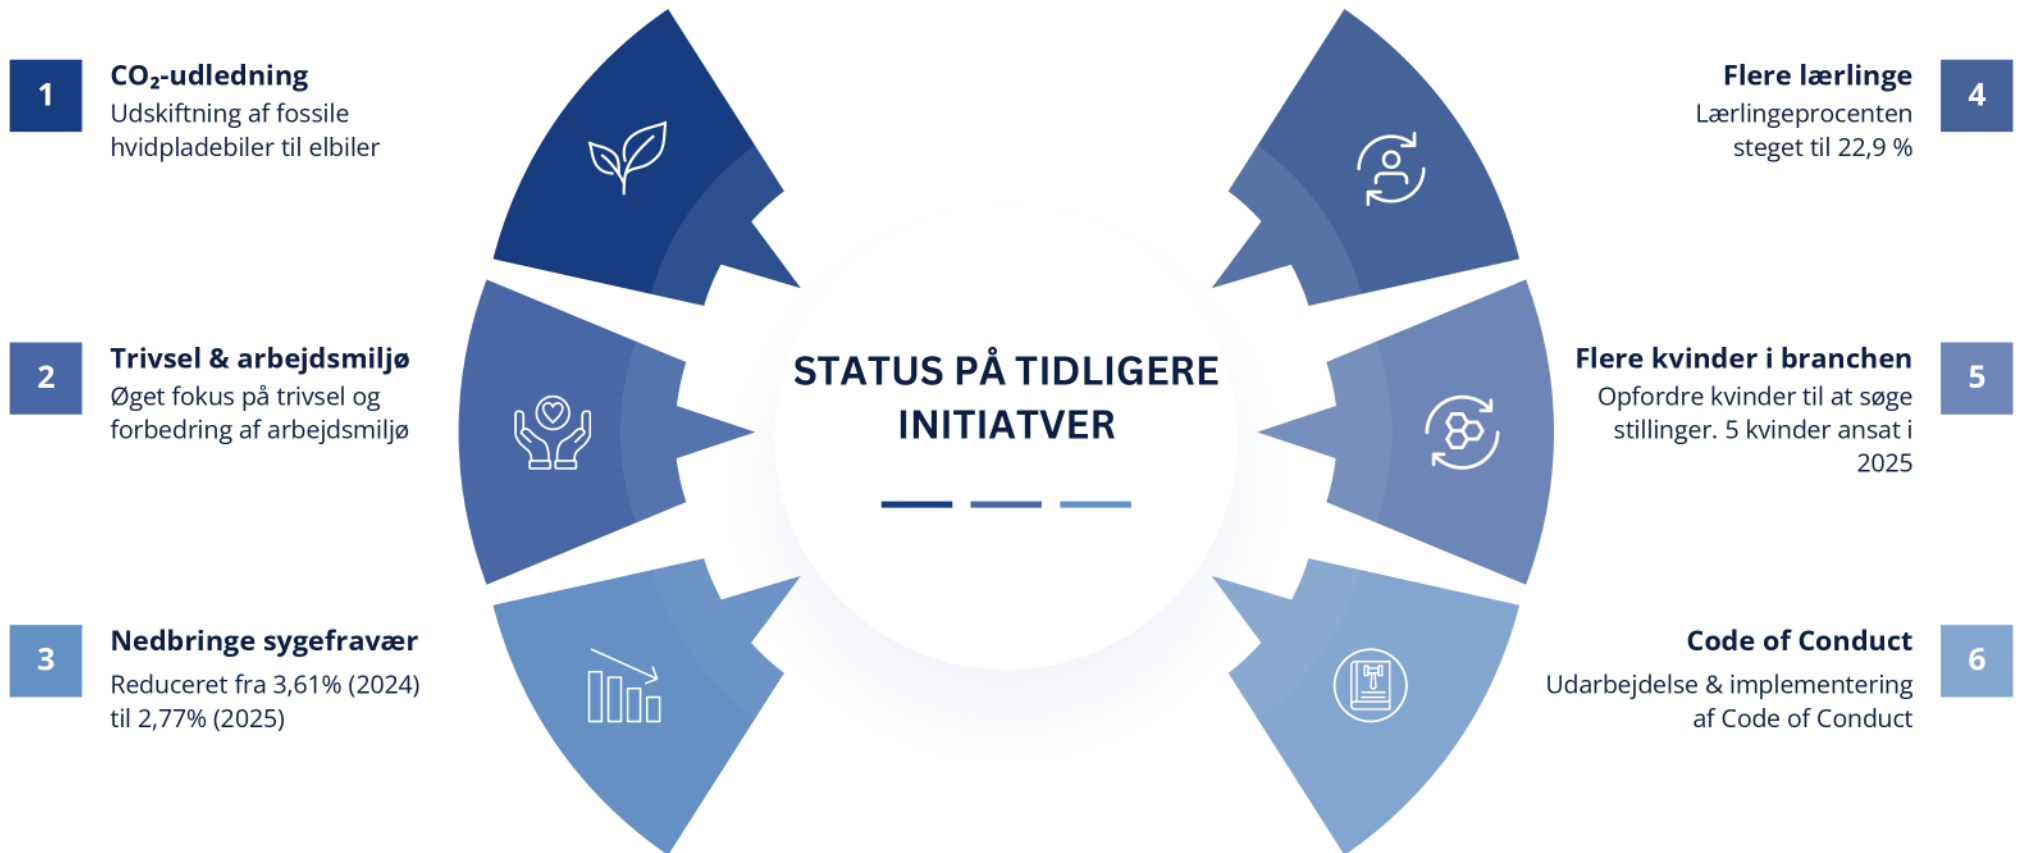 1
CO₂-udledning
Udskiftning af fossile
hvidpladebiler til elbiler
2
Trivsel & arbejdsmiljø
Øget fokus på trivsel og
forbedring af arbejdsmiljø
3
Nedbringe sygefravær
Reduceret fra 3,61% (2024)
til 2,77% (2025)
STATUS PÅ TIDLIGERE
INITIATVER
Flere lærlinge
4
Lærlingeprocenten
steget til 22,9 %
Flere kvinder i branchen
5
Opfordre kvinder til at søge
stillinger. 5 kvinder ansat i
2025
Code of Conduct
6
Udarbejdelse & implementering
af Code of Conduct